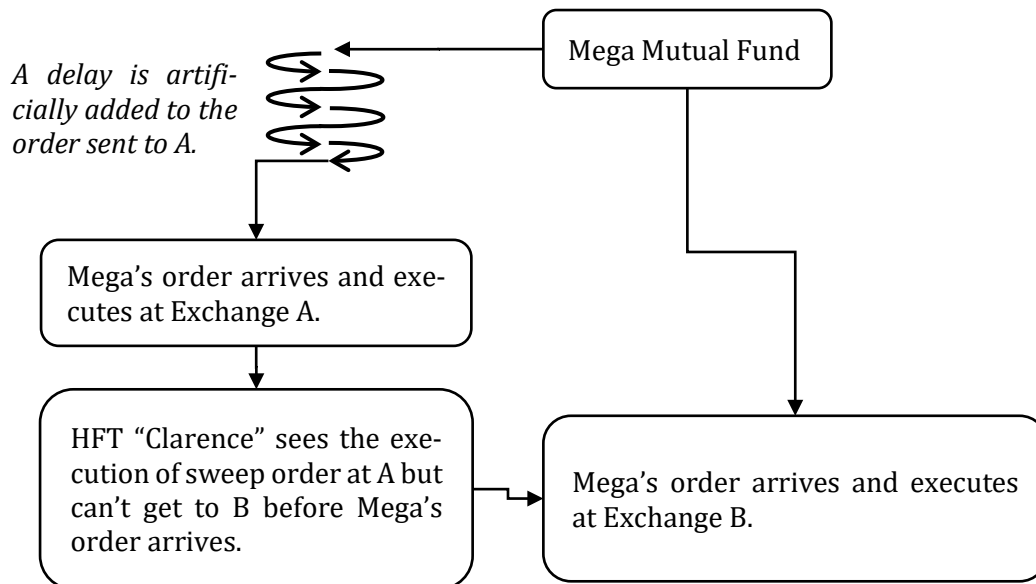 Mega Mutual Fund
A delay is artifi-
cially added to the
order sent to A.
Mega’s order arrives and exe-
cutes at Exchange A.
HFT “Clarence” sees the exe-
cution of sweep order at A but
can’t get to B before Mega’s
order arrives.
Mega’s order arrives and executes
at Exchange B.